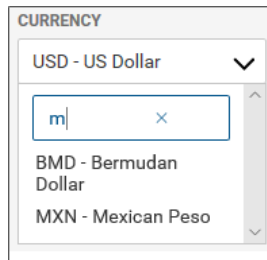 CURRENCY
USD - US Dollar
m
BMD - Bermudan
Dollar
MXN - Mexican Peso